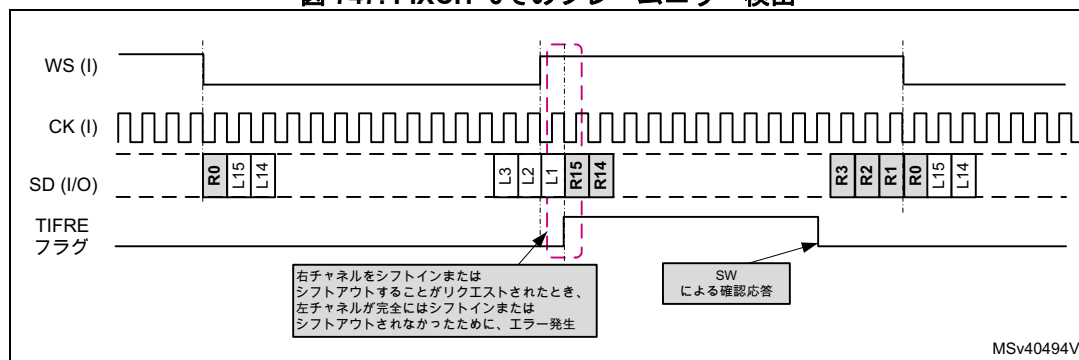 図 747. FIXCH = 0 でのフレームエラー検出
WS (I)
CK (I)
SD (I/O)
R0 L15 L14
L3 L2 L1 R15 R14
R3 R2 R1 R0 L15 L14
TIFRE
フラグ
右チャネルをシフトインまたは
シフトアウトすることがリクエストされたとき、
左チャネルが完全にはシフトインまたは
シフトアウトされなかったために、エラー発生
SW
による確認応答
MSv40494V